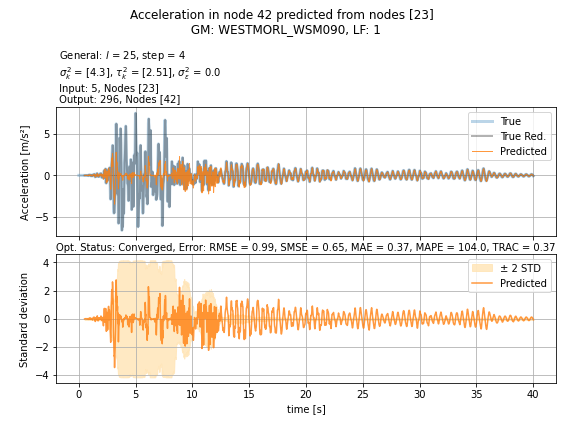 Acceleration in node 42 predicted from nodes [23]
GM: WESTMORL_WSM090, LF: 1
General: l = 25, step = 4
σ²ₖ = [4.3], τ²ₖ = [2.51], σ²ε = 0.0
Input: 5, Nodes [23]
Output: 296, Nodes [42]
Acceleration [m/s²]
5
0
−5
True
True Red.
Predicted
Opt. Status: Converged, Error: RMSE = 0.99, SMSE = 0.65, MAE = 0.37, MAPE = 104.0, TRAC = 0.37
Standard deviation
4
2
0
−2
−4
± 2 STD
Predicted
0 5 10 15 20 25 30 35 40
time [s]